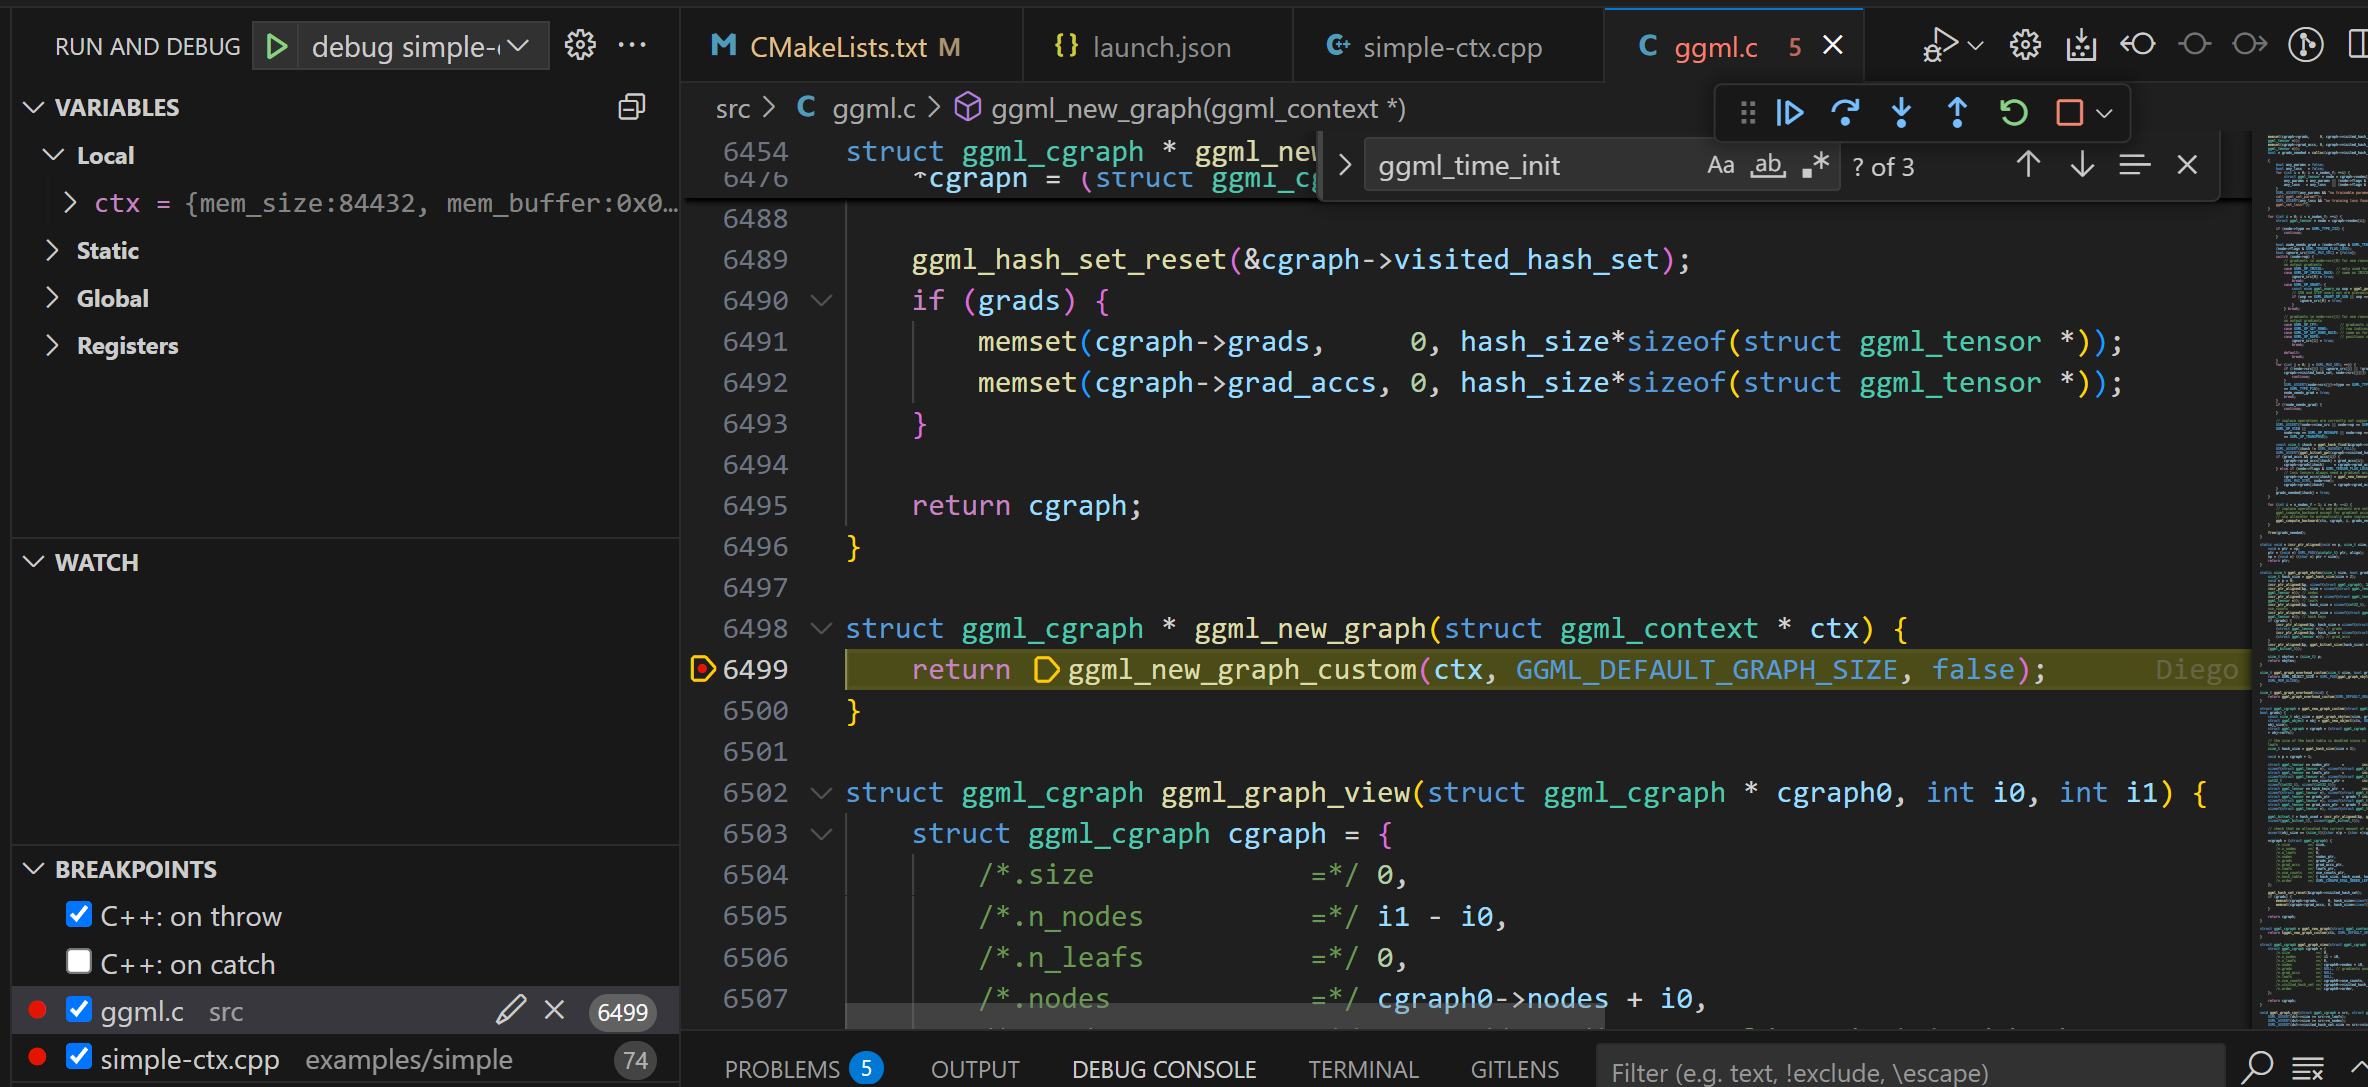 RUN AND DEBUG debug simple-
VARIABLES
Local
ctx = {mem_size:84432, mem_buffer:0x0…
Static
Global
Registers
WATCH
BREAKPOINTS
C++: on throw
C++: on catch
ggml.c src 6499
simple-ctx.cpp examples/simple 74
CMakeLists.txt M
{} launch.json
simple-ctx.cpp
C ggml.c 5
src > C ggml.c > ggml_new_graph(ggml_context *)
ggml_time_init Aa ab .* ? of 3
6454 struct ggml_cgraph * ggml_new
6476 *cgraph = (struct ggml_cg
6488
6489 ggml_hash_set_reset(&cgraph->visited_hash_set);
6490 if (grads) {
6491 memset(cgraph->grads,     0, hash_size*sizeof(struct ggml_tensor *));
6492 memset(cgraph->grad_accs, 0, hash_size*sizeof(struct ggml_tensor *));
6493 }
6494
6495 return cgraph;
6496 }
6497
6498 struct ggml_cgraph * ggml_new_graph(struct ggml_context * ctx) {
6499 return ggml_new_graph_custom(ctx, GGML_DEFAULT_GRAPH_SIZE, false); Diego
6500 }
6501
6502 struct ggml_cgraph ggml_graph_view(struct ggml_cgraph * cgraph0, int i0, int i1) {
6503 struct ggml_cgraph cgraph = {
6504 /*.size             =*/ 0,
6505 /*.n_nodes          =*/ i1 - i0,
6506 /*.n_leafs          =*/ 0,
6507 /*.nodes            =*/ cgraph0->nodes + i0,
PROBLEMS 5 OUTPUT DEBUG CONSOLE TERMINAL GITLENS Filter (e.g. text, !exclude, \escape)